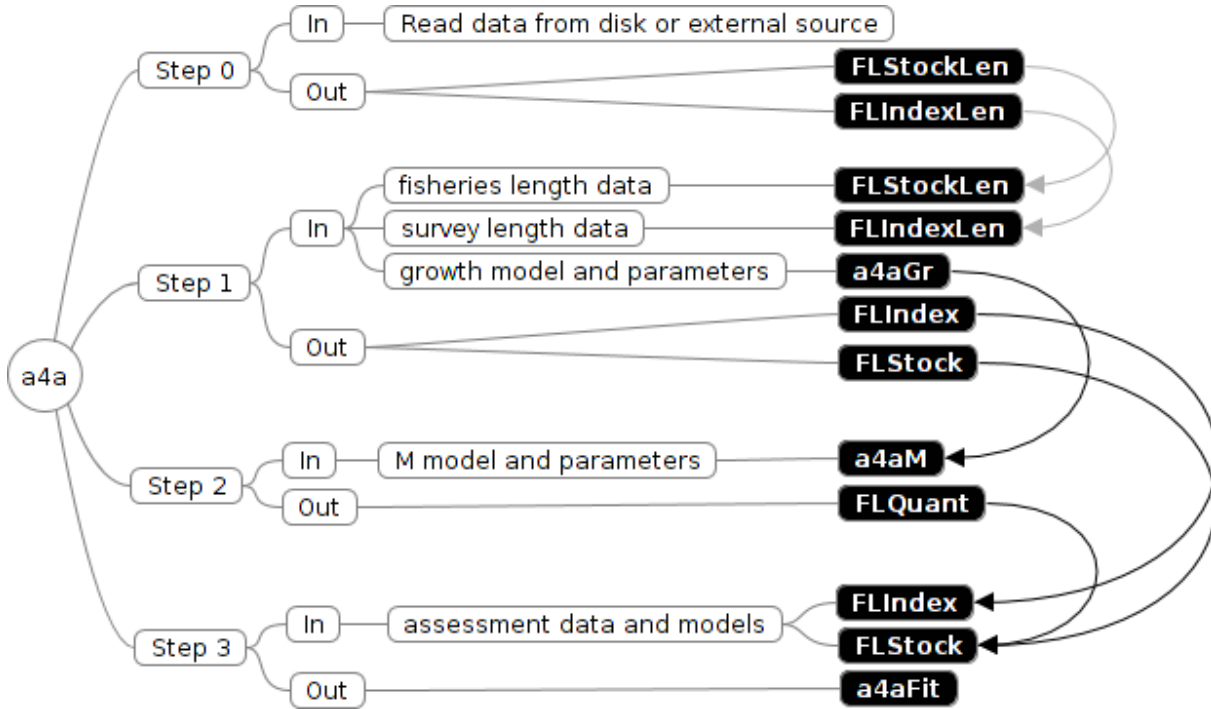 a4a
Step 0
In
Read data from disk or external source
Out
FLStockLen
FLIndexLen
Step 1
In
fisheries length data
FLStockLen
survey length data
FLIndexLen
growth model and parameters
a4aGr
Out
FLIndex
FLStock
Step 2
In
M model and parameters
a4aM
Out
FLQuant
Step 3
In
assessment data and models
FLIndex
FLStock
Out
a4aFit